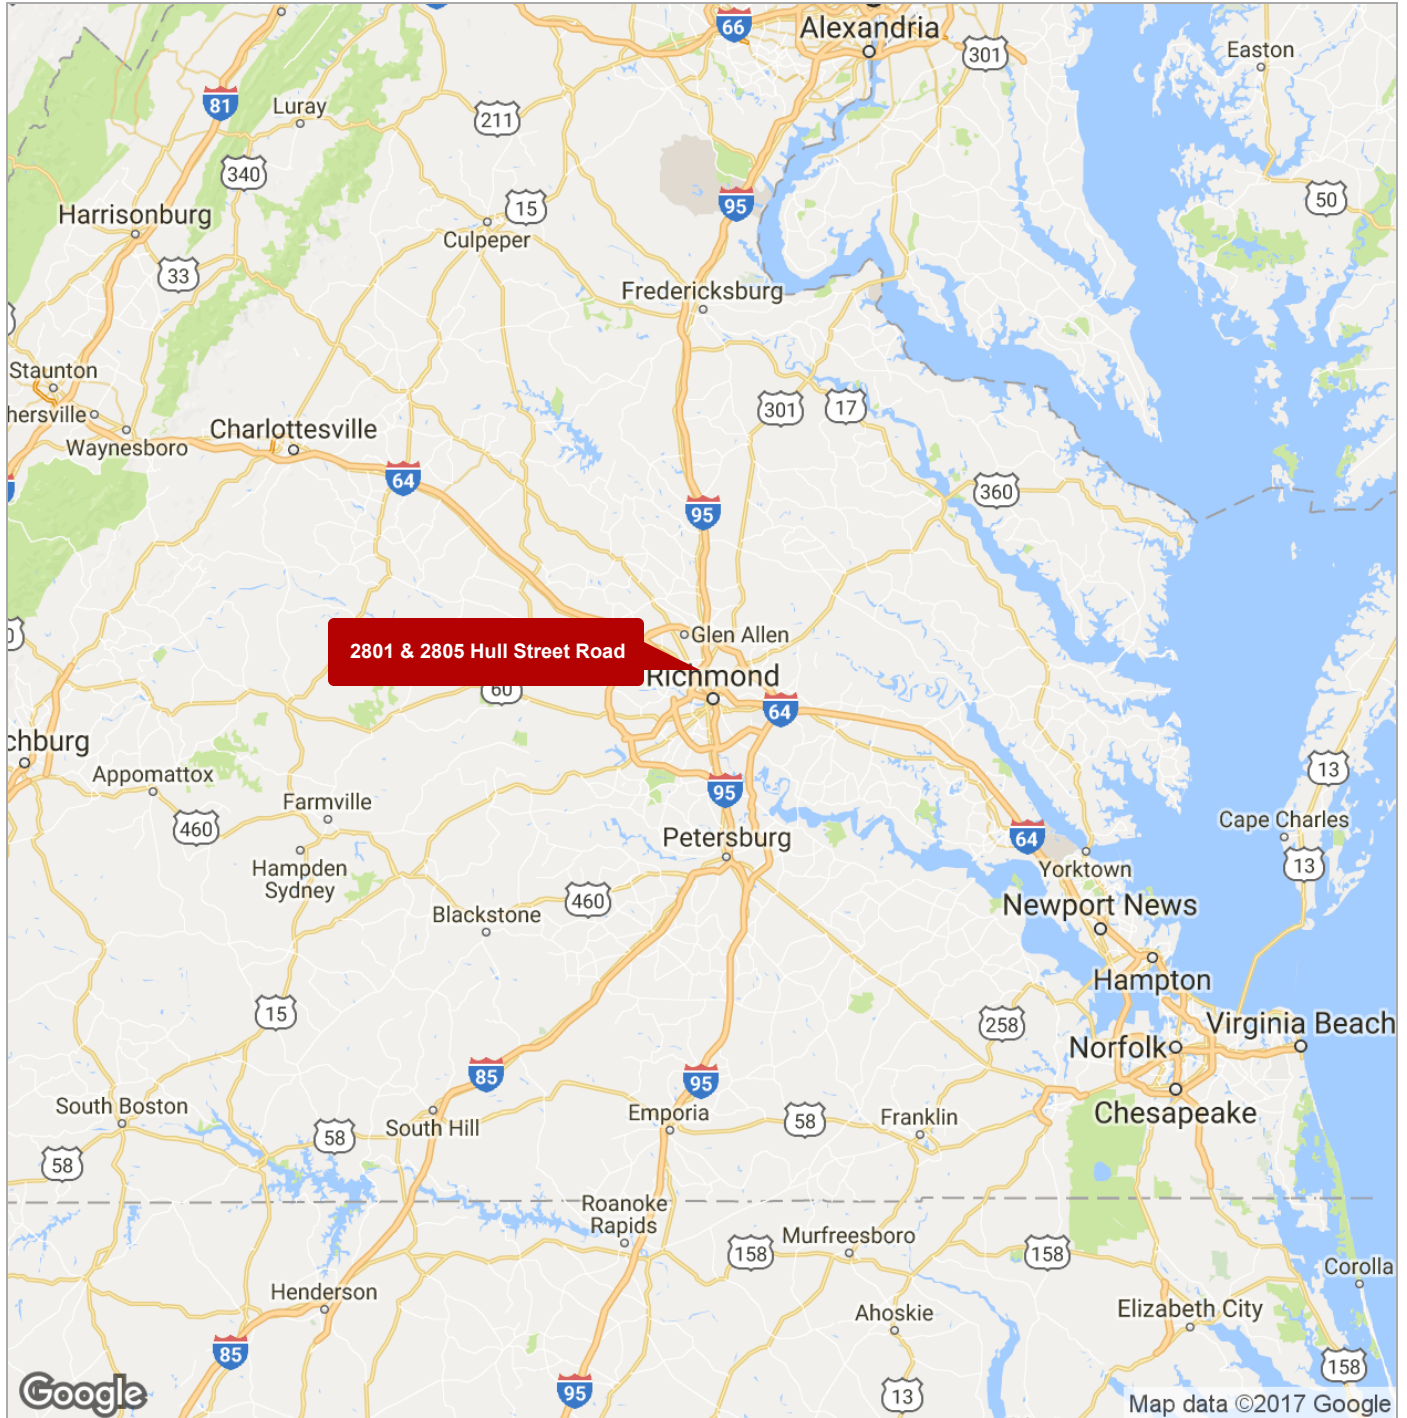 66
Alexandria
301
Easton
81
Luray
211
340
50
15
95
Harrisonburg
Culpeper
33
Fredericksburg
Staunton
hersville
301
17
Charlottesville
Waynesboro
64
360
95
Glen Allen
2801 & 2805 Hull Street Road
Richmond
60
64
chburg
13
Appomattox
95
Farmville
Cape Charles
460
Petersburg
64
13
Hampden
Sydney
Yorktown
460
Newport News
Blackstone
Hampton
15
258
Virginia Beach
Norfolk
85
95
South Boston
Emporia
58
Franklin
Chesapeake
58
South Hill
58
Roanoke
Rapids
158
Murfreesboro
158
Corolla
Henderson
Ahoskie
Elizabeth City
85
158
95
13
Google
Map data ©2017 Google